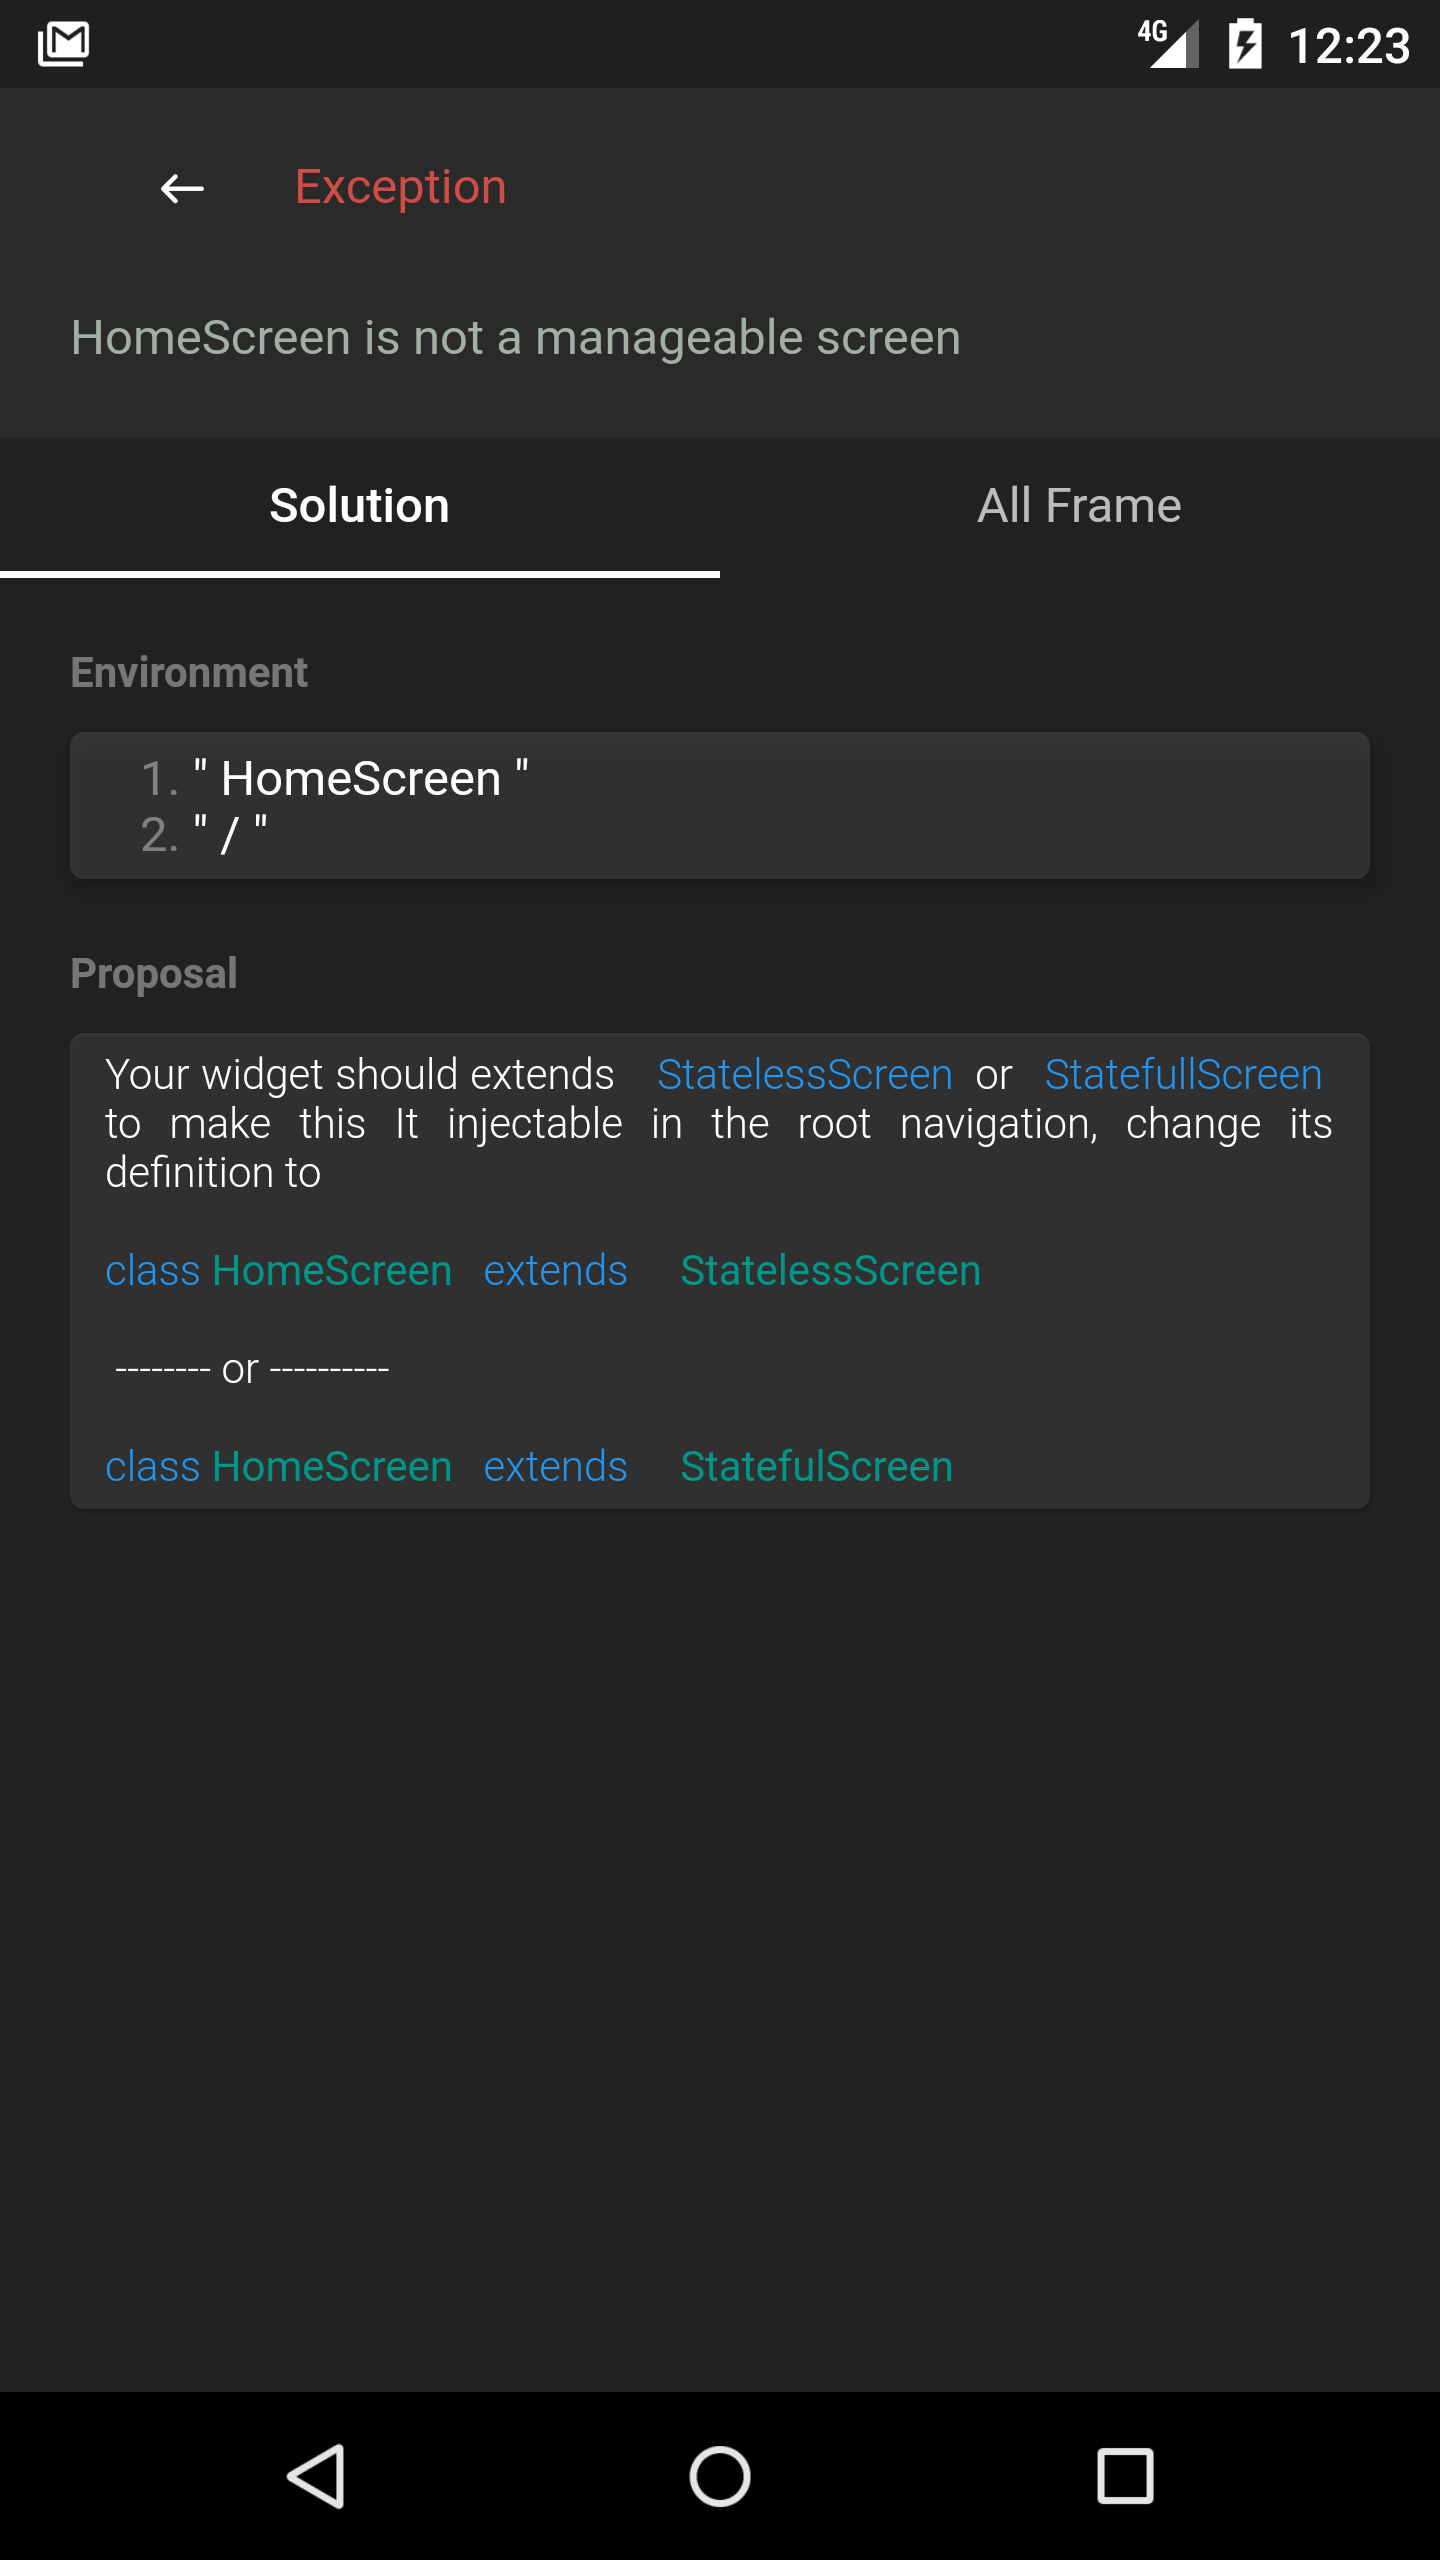 4G 12:23
Exception
HomeScreen is not a manageable screen
Solution All Frame
Environment
1. " HomeScreen "
2. " / "
Proposal
Your widget should extends StatelessScreen or StatefullScreen
to make this It injectable in the root navigation, change its
definition to
class HomeScreen extends StatelessScreen
-------- or ----------
class HomeScreen extends StatefulScreen